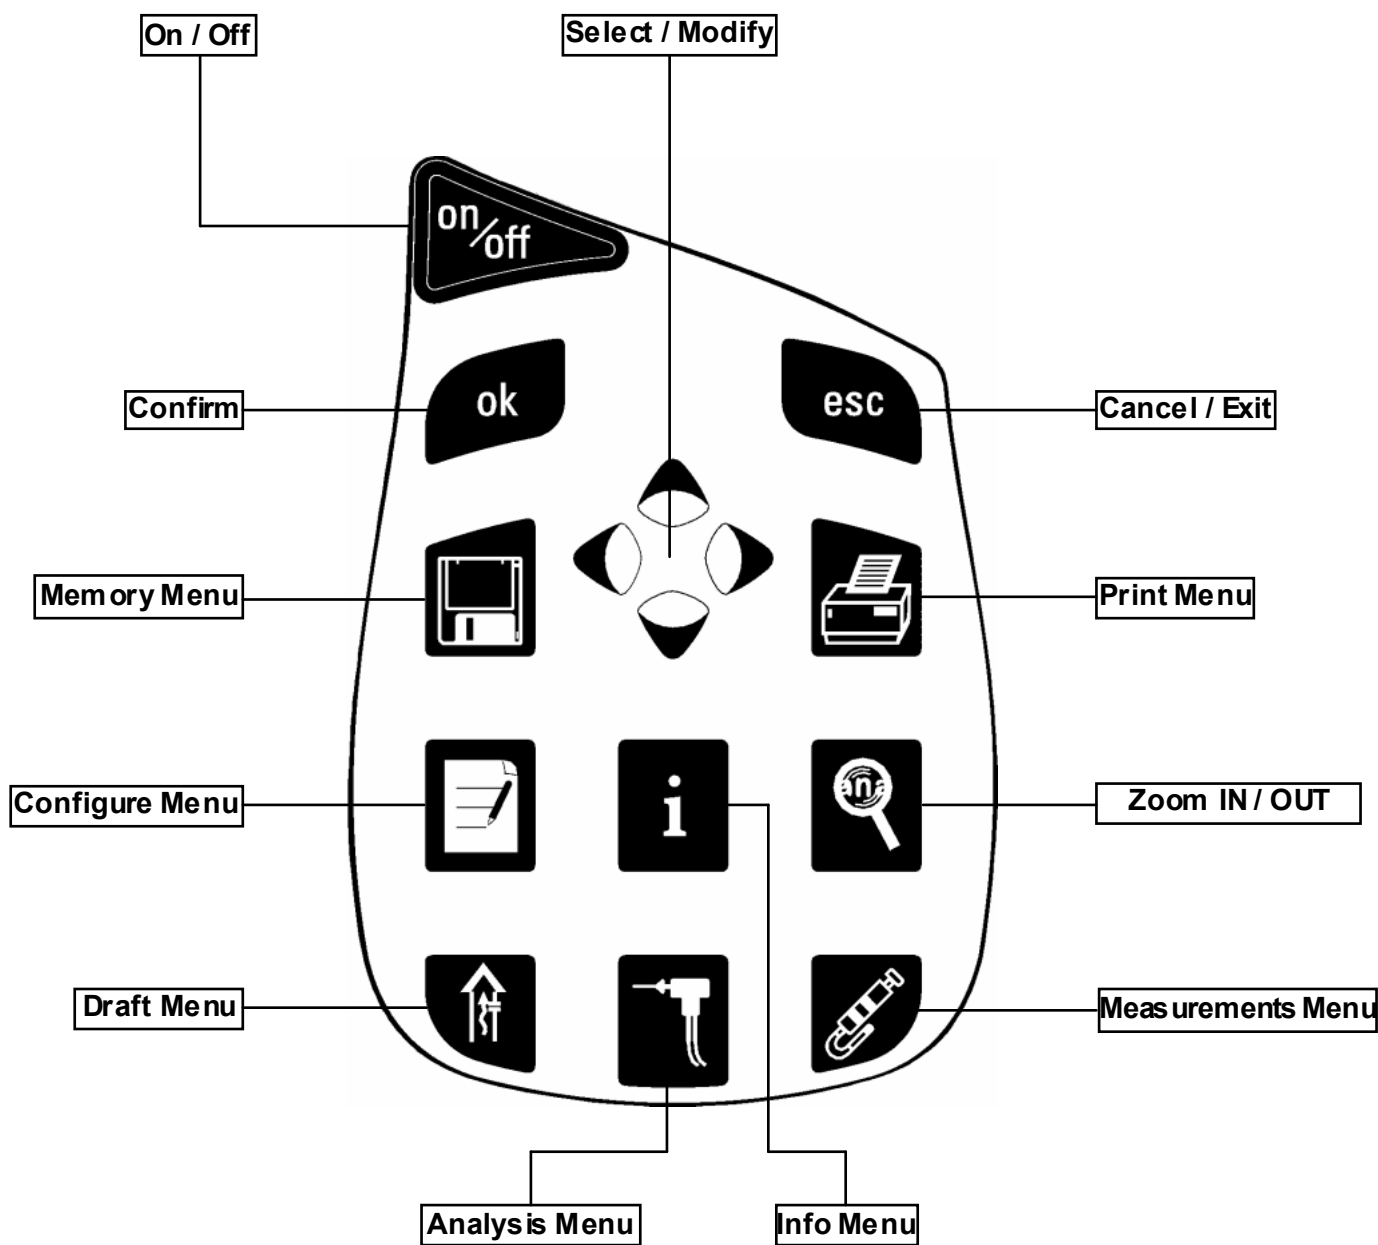 On / Off
Select / Modify
on/off
ok
esc
Confirm
Cancel / Exit
Memory Menu
Print Menu
Configure Menu
i
ana
Zoom IN / OUT
Draft Menu
Measurements Menu
Analysis Menu
Info Menu